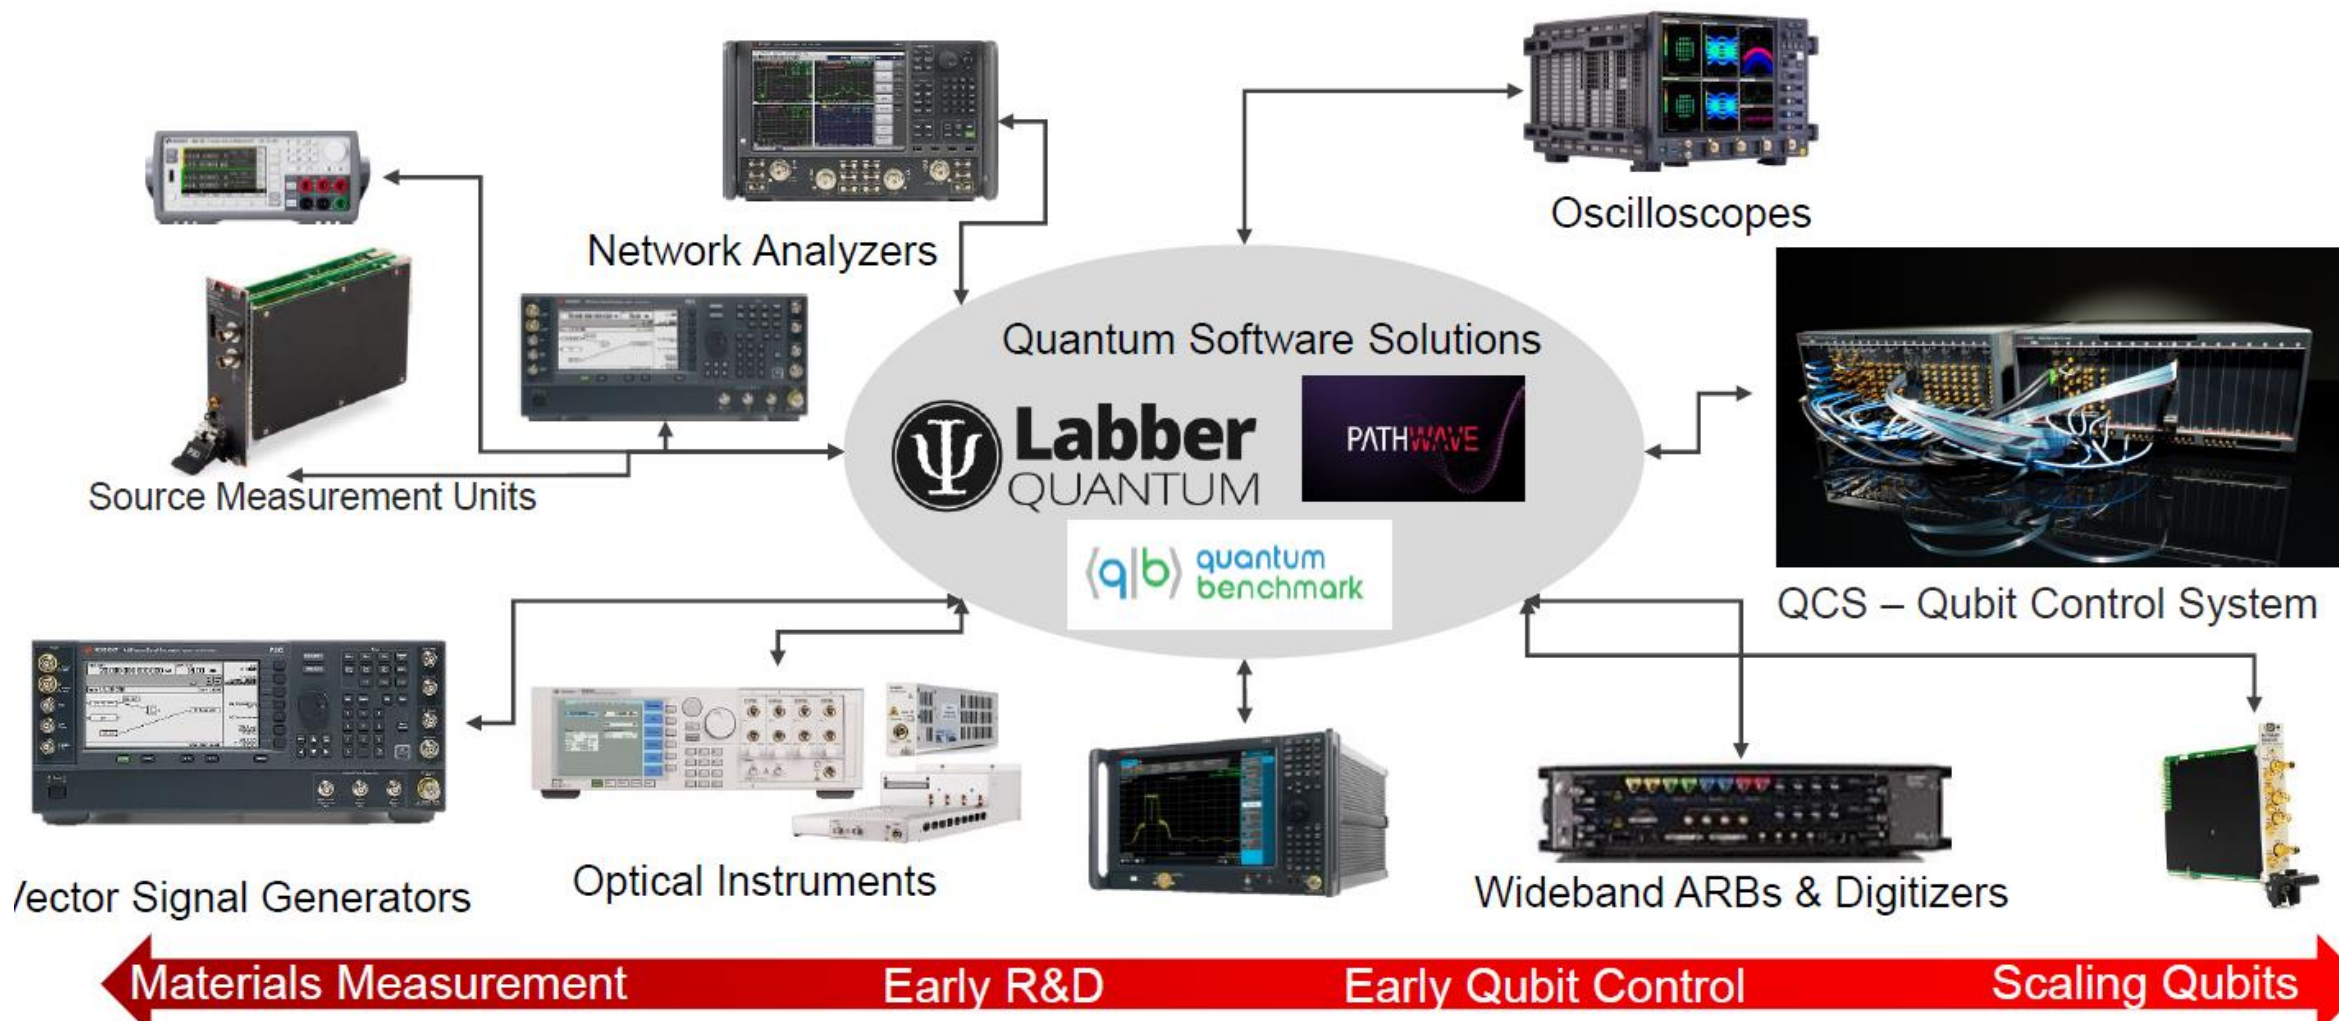 Network Analyzers
Oscilloscopes
Source Measurement Units
Quantum Software Solutions
Labber
QUANTUM
PATHWAVE
⟨q|b⟩ quantum
benchmark
QCS – Qubit Control System
Vector Signal Generators
Optical Instruments
Wideband ARBs & Digitizers
Materials Measurement
Early R&D
Early Qubit Control
Scaling Qubits